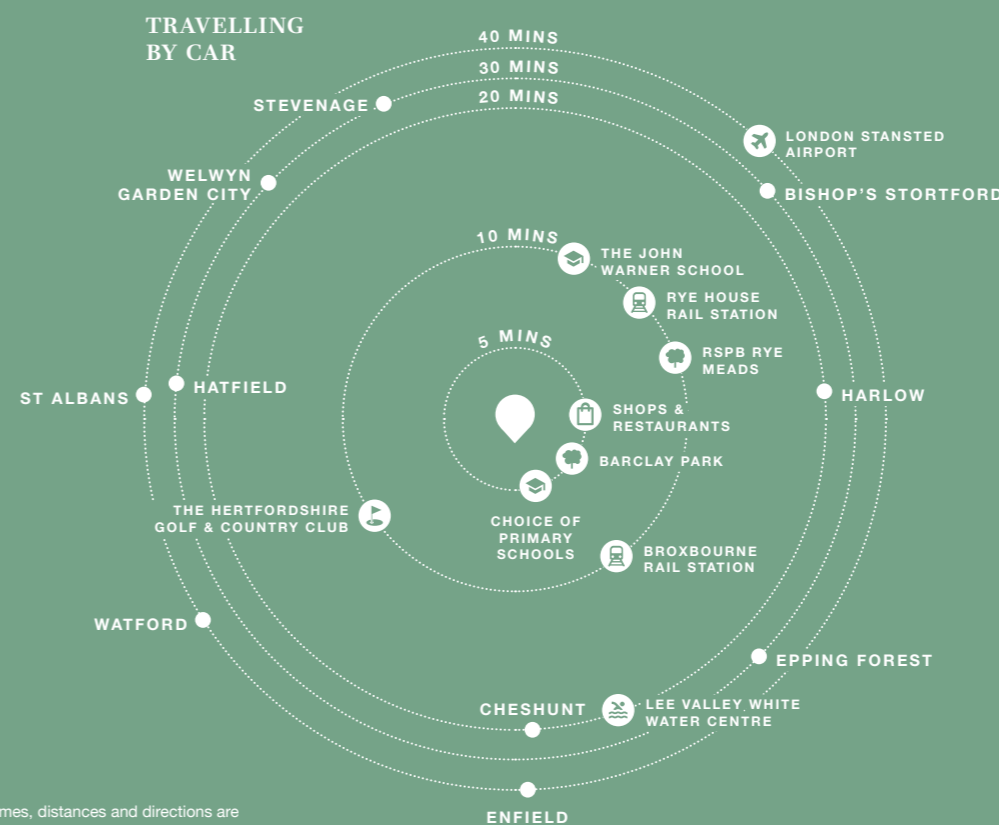 TRAVELLING
BY CAR
40 MINS
30 MINS
20 MINS
STEVENAGE
LONDON STANSTED
AIRPORT
WELWYN
GARDEN CITY
BISHOP'S STORTFORD
10 MINS
THE JOHN
WARNER SCHOOL
RYE HOUSE
RAIL STATION
5 MINS
RSPB RYE
MEADS
ST ALBANS
HATFIELD
HARLOW
SHOPS &
RESTAURANTS
BARCLAY PARK
THE HERTFORDSHIRE
GOLF & COUNTRY CLUB
CHOICE OF
PRIMARY
SCHOOLS
BROXBOURNE
RAIL STATION
WATFORD
EPPING FOREST
CHESHUNT
LEE VALLEY WHITE
WATER CENTRE
mes, distances and directions are
ENFIELD